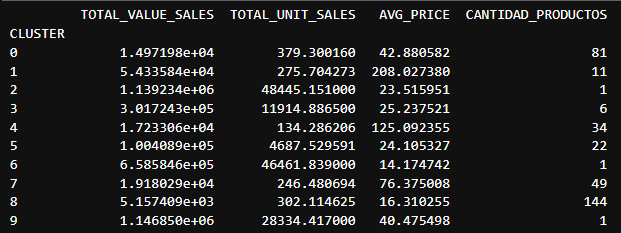 TOTAL_VALUE_SALES TOTAL_UNIT_SALES AVG_PRICE CANTIDAD_PRODUCTOS
CLUSTER
0 1.497198e+04 379.300160 42.880582 81
1 5.433584e+04 275.704273 208.027380 11
2 1.139234e+06 48445.151000 23.515951 1
3 3.017243e+05 11914.886500 25.237521 6
4 1.723306e+04 134.286206 125.092355 34
5 1.004089e+05 4687.529591 24.105327 22
6 6.585846e+05 46461.839000 14.174742 1
7 1.918029e+04 246.480694 76.375008 49
8 5.157409e+03 302.114625 16.310255 144
9 1.146850e+06 28334.417000 40.475498 1